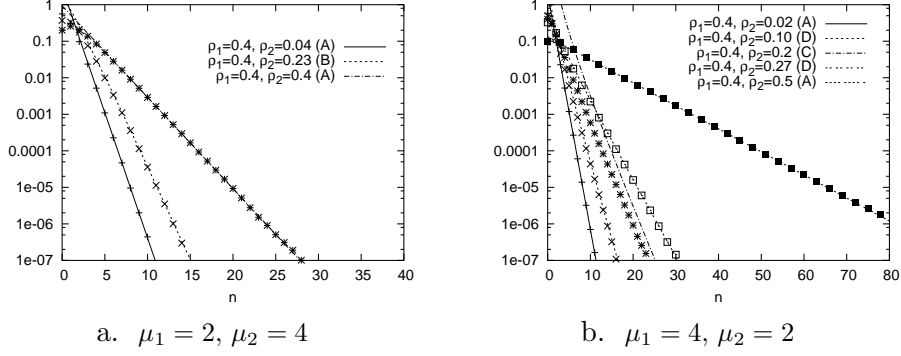 1
0.1
0.01
0.001
0.0001
1e-05
1e-06
1e-07
0 5 10 15 20 25 30 35 40
n
ρ1=0.4, ρ2=0.04 (A)
ρ1=0.4, ρ2=0.23 (B)
ρ1=0.4, ρ2=0.4 (A)
a. μ1 = 2, μ2 = 4
1
0.1
0.01
0.001
0.0001
1e-05
1e-06
1e-07
0 10 20 30 40 50 60 70 80
n
ρ1=0.4, ρ2=0.02 (A)
ρ1=0.4, ρ2=0.10 (D)
ρ1=0.4, ρ2=0.2 (C)
ρ1=0.4, ρ2=0.27 (D)
ρ1=0.4, ρ2=0.5 (A)
b. μ1 = 4, μ2 = 2